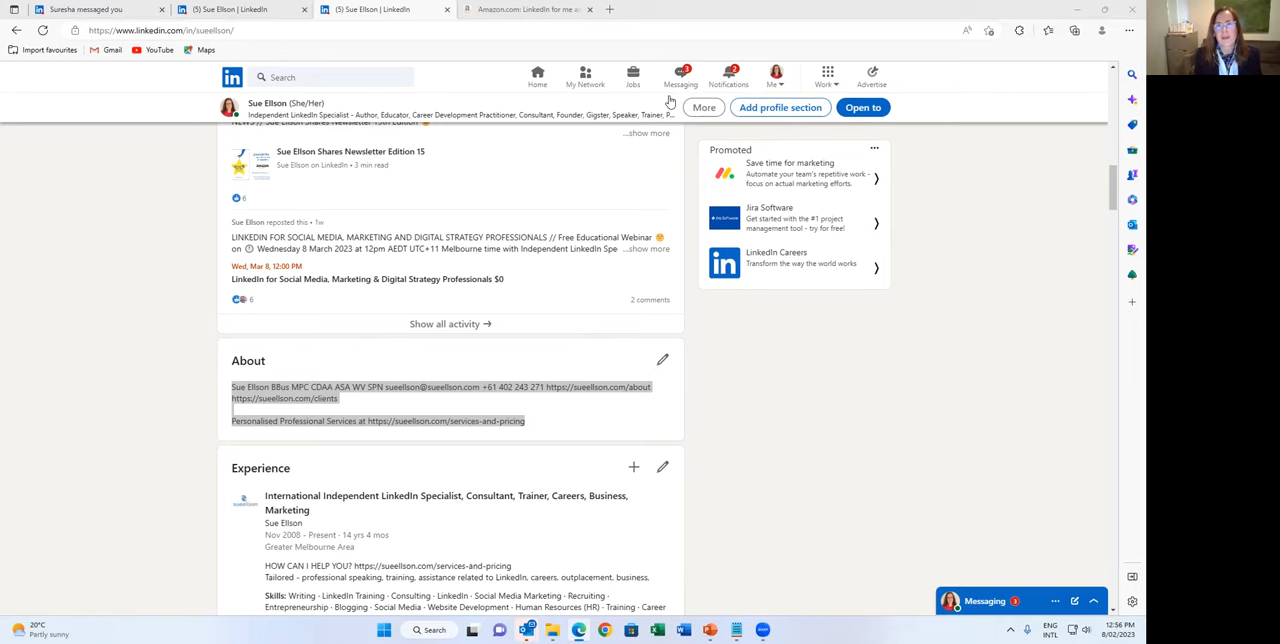 Suresha messaged you
(5) Sue Ellson | LinkedIn
(5) Sue Ellson | LinkedIn
Amazon.com: LinkedIn for me an
https://www.linkedin.com/in/sueellson/
Import favourites
Gmail
YouTube
Maps
Search
Home
My Network
Jobs
3
Messaging
2
Notifications
Me
Work
Advertise
Sue Ellson (She/Her)
Independent LinkedIn Specialist - Author, Educator, Career Development Practitioner, Consultant, Founder, Gigster, Speaker, Trainer, P...
More
Add profile section
Open to
...show more
Sue Ellson Shares Newsletter Edition 15
Sue Ellson on LinkedIn • 3 min read
6
Sue Ellson reposted this • 1w
LINKEDIN FOR SOCIAL MEDIA, MARKETING AND DIGITAL STRATEGY PROFESSIONALS // Free Educational Webinar
on Wednesday 8 March 2023 at 12pm AEDT UTC+11 Melbourne time with Independent LinkedIn Spe ...show more
Wed, Mar 8, 12:00 PM
LinkedIn for Social Media, Marketing & Digital Strategy Professionals $0
6
2 comments
Show all activity →
Promoted
Save time for marketing
Automate your team's repetitive work - focus on actual marketing efforts.
Jira Software
Get started with the #1 project management tool - try for free!
LinkedIn Careers
Transform the way the world works
About
Sue Ellson BBus MPC CDAA ASA WV SPN sueellson@sueellson.com +61 402 243 271 https://sueellson.com/about
https://sueellson.com/clients
Personalised Professional Services at https://sueellson.com/services-and-pricing
Experience
International Independent LinkedIn Specialist, Consultant, Trainer, Careers, Business,
Marketing
Sue Ellson
Nov 2008 - Present · 14 yrs 4 mos
Greater Melbourne Area
HOW CAN I HELP YOU? https://sueellson.com/services-and-pricing
Tailored - professional speaking, training, assistance related to LinkedIn, careers, outplacement, business,
Skills: Writing · LinkedIn Training · Consulting · LinkedIn · Social Media Marketing · Recruiting ·
Entrepreneurship · Blogging · Social Media · Website Development · Human Resources (HR) · Training · Career
Messaging 3
20°C
Partly sunny
Search
ENG
INTL
12:56 PM
8/02/2023